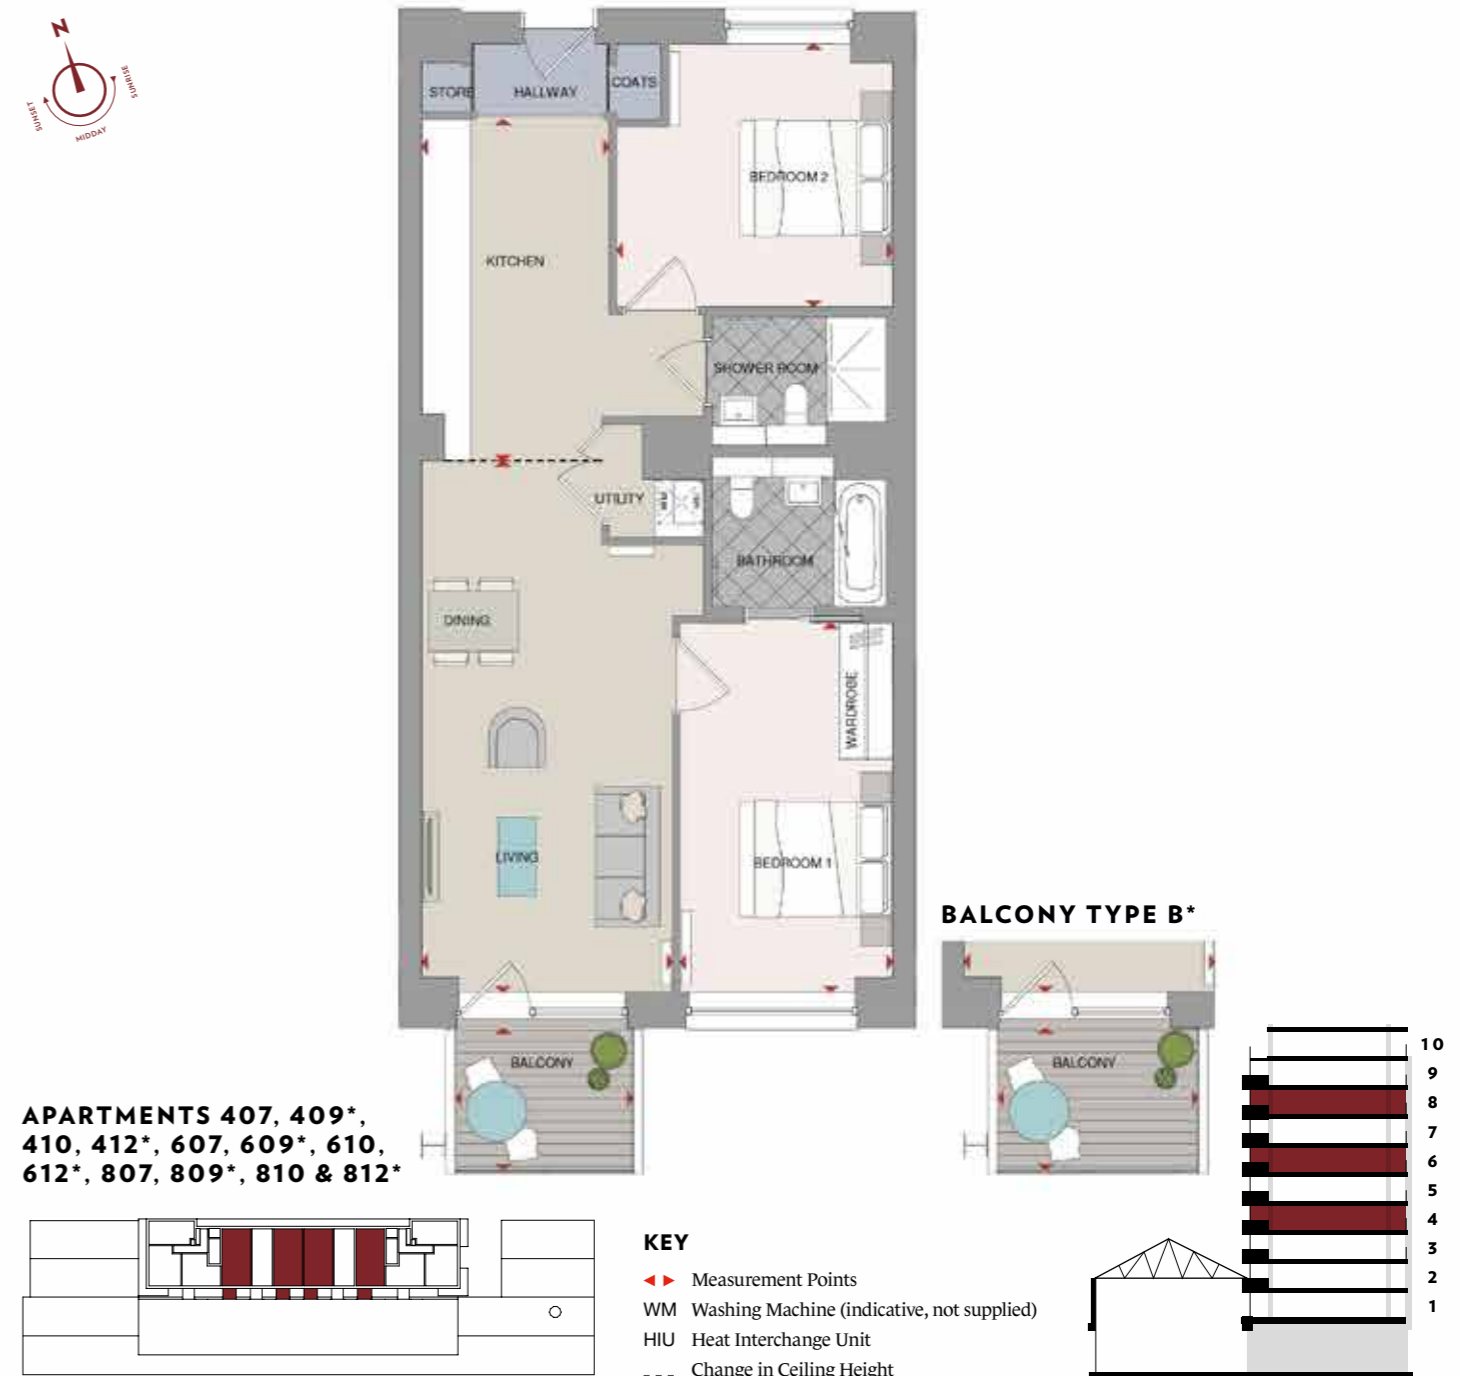 N
SUNRISE
SUNSET
MIDDAY
STORE
HALLWAY
COATS
BEDROOM 2
KITCHEN
SHOWER ROOM
UTILITY
BATHROOM
DINING
WARDROBE
LIVING
BEDROOM 1
BALCONY
BALCONY TYPE B*
BALCONY
APARTMENTS 407, 409*,
410, 412*, 607, 609*, 610,
612*, 807, 809*, 810 & 812*
KEY
Measurement Points
WM Washing Machine (indicative, not supplied)
HIU Heat Interchange Unit
--- Change in Ceiling Height
10
9
8
7
6
5
4
3
2
1